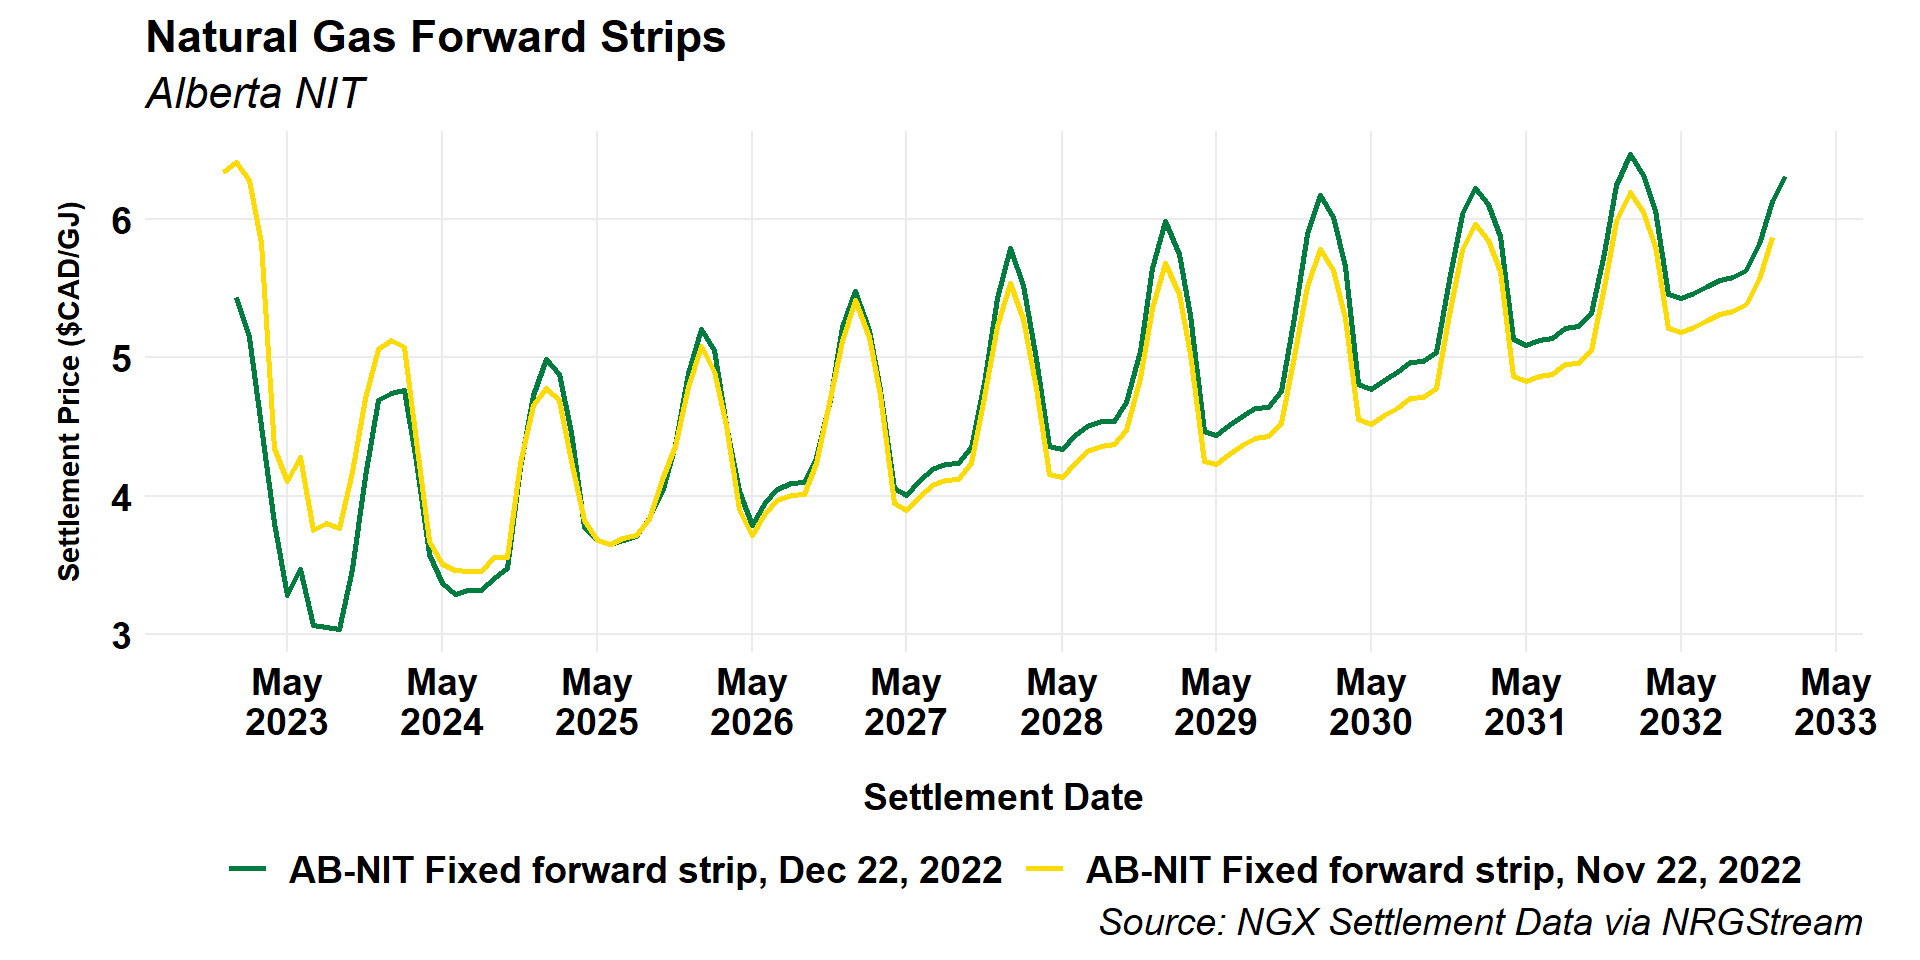 Natural Gas Forward Strips
Alberta NIT
Settlement Price ($CAD/GJ)
6
5
4
3
May 2023
May 2024
May 2025
May 2026
May 2027
May 2028
May 2029
May 2030
May 2031
May 2032
May 2033
Settlement Date
AB-NIT Fixed forward strip, Dec 22, 2022
AB-NIT Fixed forward strip, Nov 22, 2022
Source: NGX Settlement Data via NRGStream